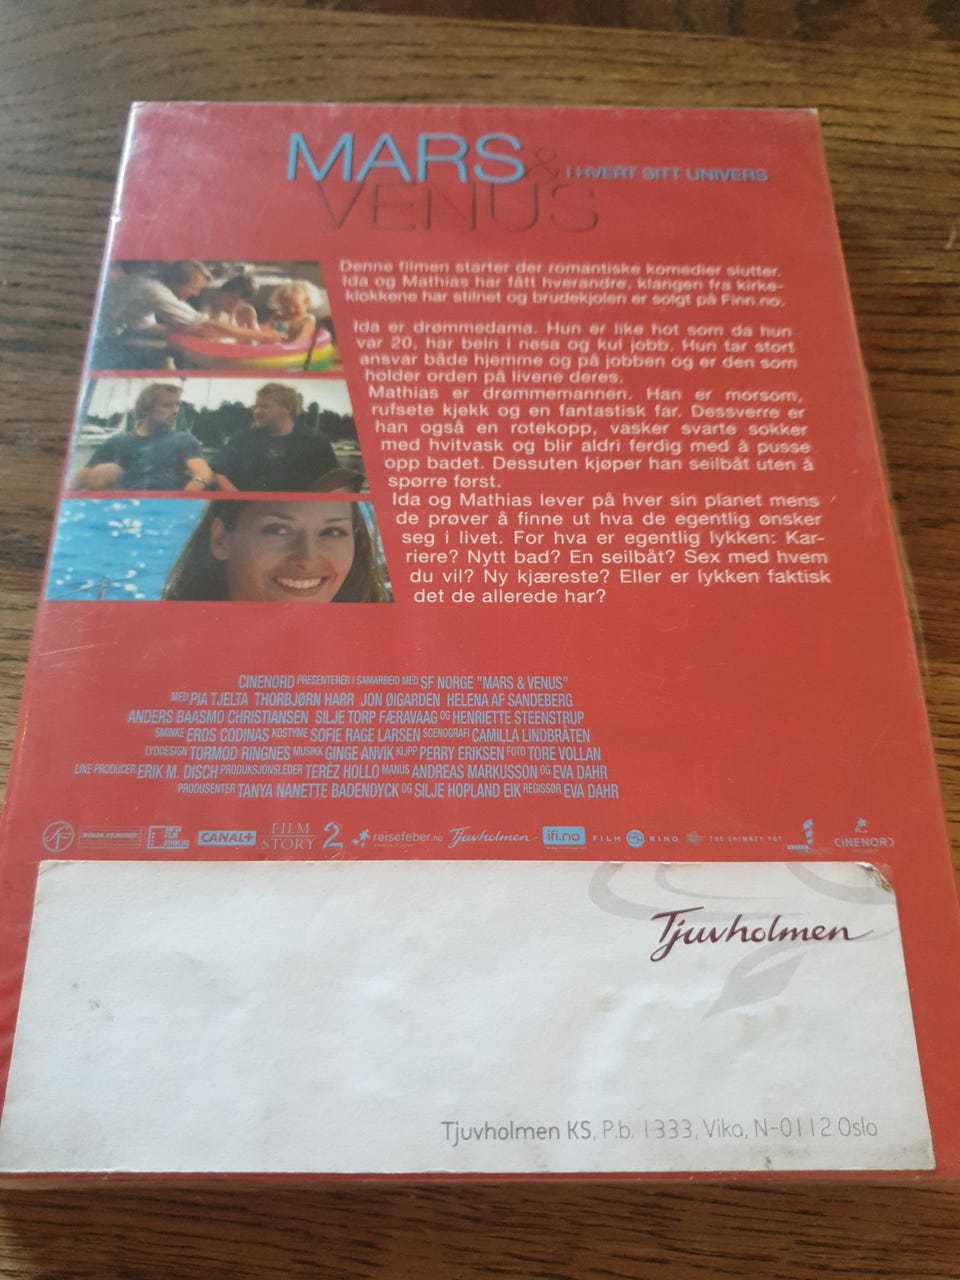 MARS &
VENUS
I HVERT SITT UNIVERS
Denne filmen starter der romantiske komedier slutter.
Ida og Mathias har fått hverandre, klangen fra kirke-
klokkene har stilnet og brudekjolen er solgt på Finn.no.
Ida er drømmedama. Hun er like hot som da hun
var 20, har bein i nesa og kul jobb. Hun tar stort
ansvar både hjemme og på jobben og er den som
holder orden på livene deres.
Mathias er drømmemannen. Han er morsom,
rufsete kjekk og en fantastisk far. Dessverre er
han også en rotekopp, vasker svarte sokker
med hvitvask og blir aldri ferdig med å pusse
opp badet. Dessuten kjøper han seilbåt uten å
spørre først.
Ida og Mathias lever på hver sin planet mens
de prøver å finne ut hva de egentlig ønsker
seg i livet. For hva er egentlig lykken: Kar-
riere? Nytt bad? En seilbåt? Sex med hvem
du vil? Ny kjæreste? Eller er lykken faktisk
det de allerede har?
CINENORD PRESENTERER I SAMARBEID MED SF NORGE "MARS & VENUS"
MED PIA TJELTA THORBJØRN HARR JON ØIGARDEN HELENA AF SANDEBERG
ANDERS BAASMO CHRISTIANSEN SILJE TORP FÆRAVAAG OG HENRIETTE STEENSTRUP
SMINKE EROS CODINAS KOSTYME SOFIE RAGE LARSEN SCENOGRAFI CAMILLA LINDBRÅTEN
LYDDESIGN TORMOD RINGNES MUSIKK GINGE ANVIK KLIPP PERRY ERIKSEN FOTO TORE VOLLAN
LINE PRODUCER ERIK M. DISCH PRODUKSJONSLEDER TERÉZ HOLLO MANUS ANDREAS MARKUSSON OG EVA DAHR
PRODUSENTER TANYA NANETTE BADENDYCK OG SILJE HOPLAND EIK REGISSØR EVA DAHR
SF NORSK FILMFOND CANAL+ FILM STORY 2 reisefeber.no Tjuvholmen ifi.no FILM & KINO THE CHIMNEY POT CINENORD
Tjuvholmen
Tjuvholmen KS, P.b. 1333, Vika, N-0112 Oslo